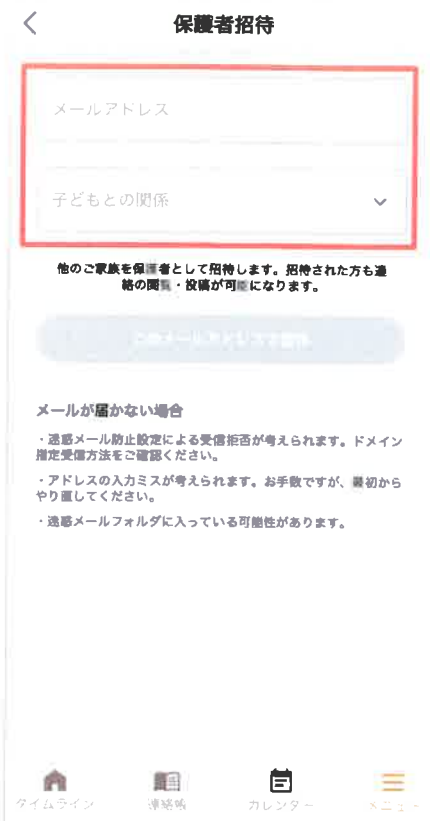 保護者招待
メールアドレス
子どもとの関係
他のご家族を保護者として招待します。招待された方も連
絡の閲覧・投稿が可能になります。
メールが届かない場合
・迷惑メール防止設定による受信拒否が考えられます。ドメイン
指定受信方法をご確認ください。
・アドレスの入力ミスが考えられます。お手数ですが、最初から
やり直してください。
・迷惑メールフォルダに入っている可能性があります。
タイムライン
連絡帳
カレンダー
メニュー